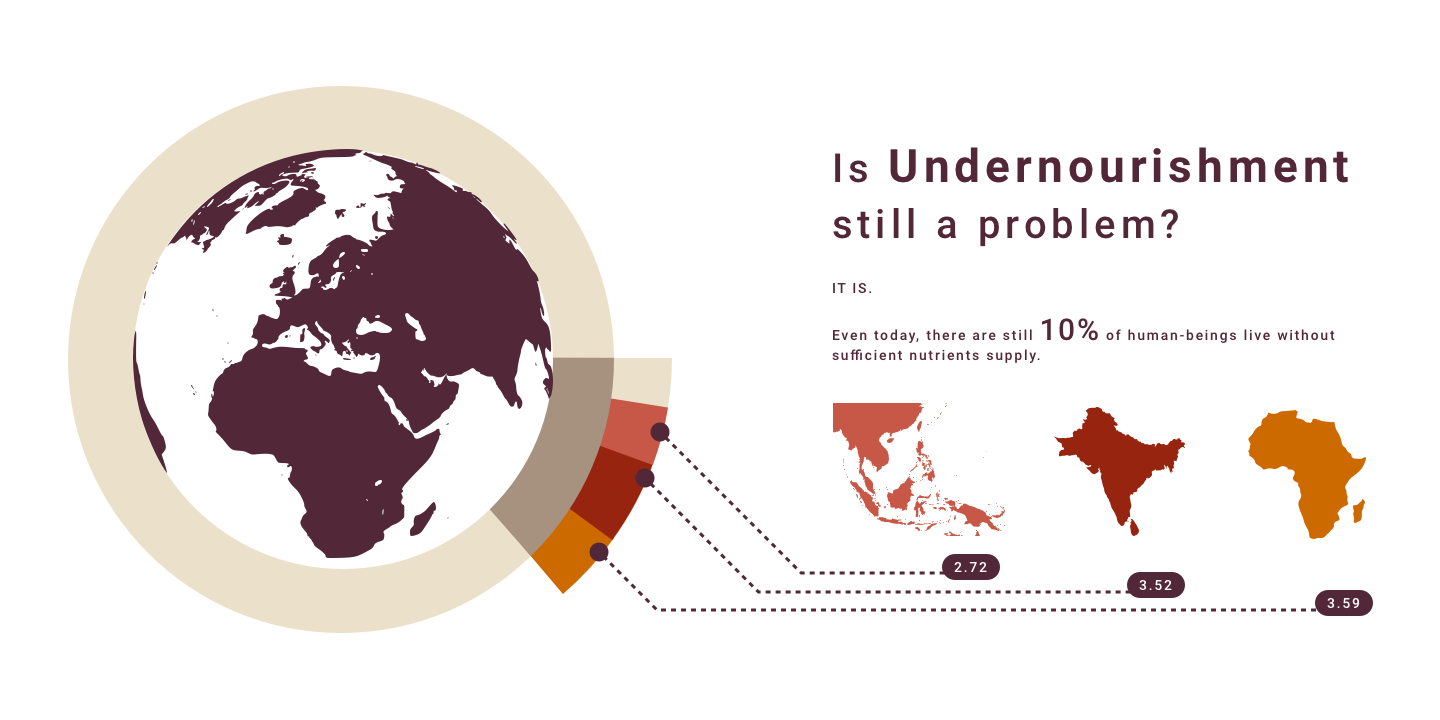 Is Undernourishment
still a problem?
IT IS.
Even today, there are still 10% of human-beings live without
sufficient nutrients supply.
2.72
3.52
3.59